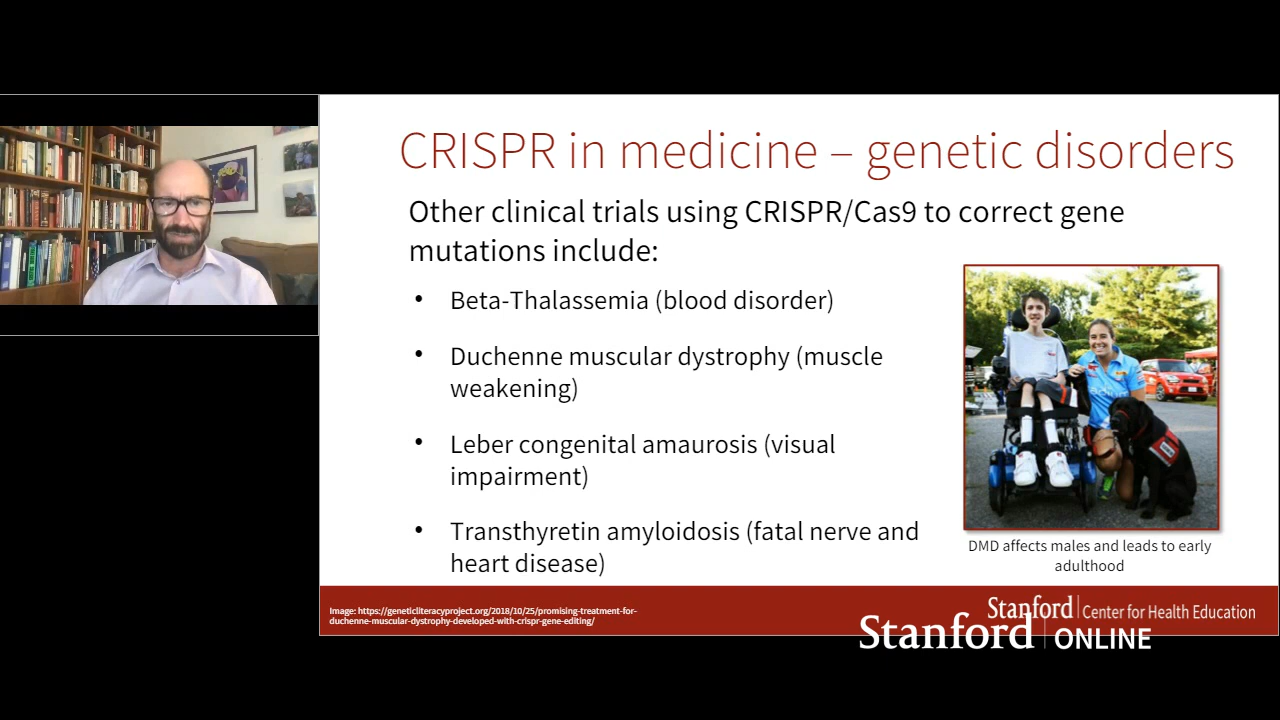 CRISPR in medicine – genetic disorders
Other clinical trials using CRISPR/Cas9 to correct gene
mutations include:
• Beta-Thalassemia (blood disorder)
• Duchenne muscular dystrophy (muscle
weakening)
• Leber congenital amaurosis (visual
impairment)
• Transthyretin amyloidosis (fatal nerve and
heart disease)
DMD affects males and leads to early
adulthood
Image: https://geneticliteracyproject.org/2018/10/25/promising-treatment-for-
duchenne-muscular-dystrophy-developed-with-crispr-gene-editing/
Stanford | Center for Health Education
Stanford | ONLINE